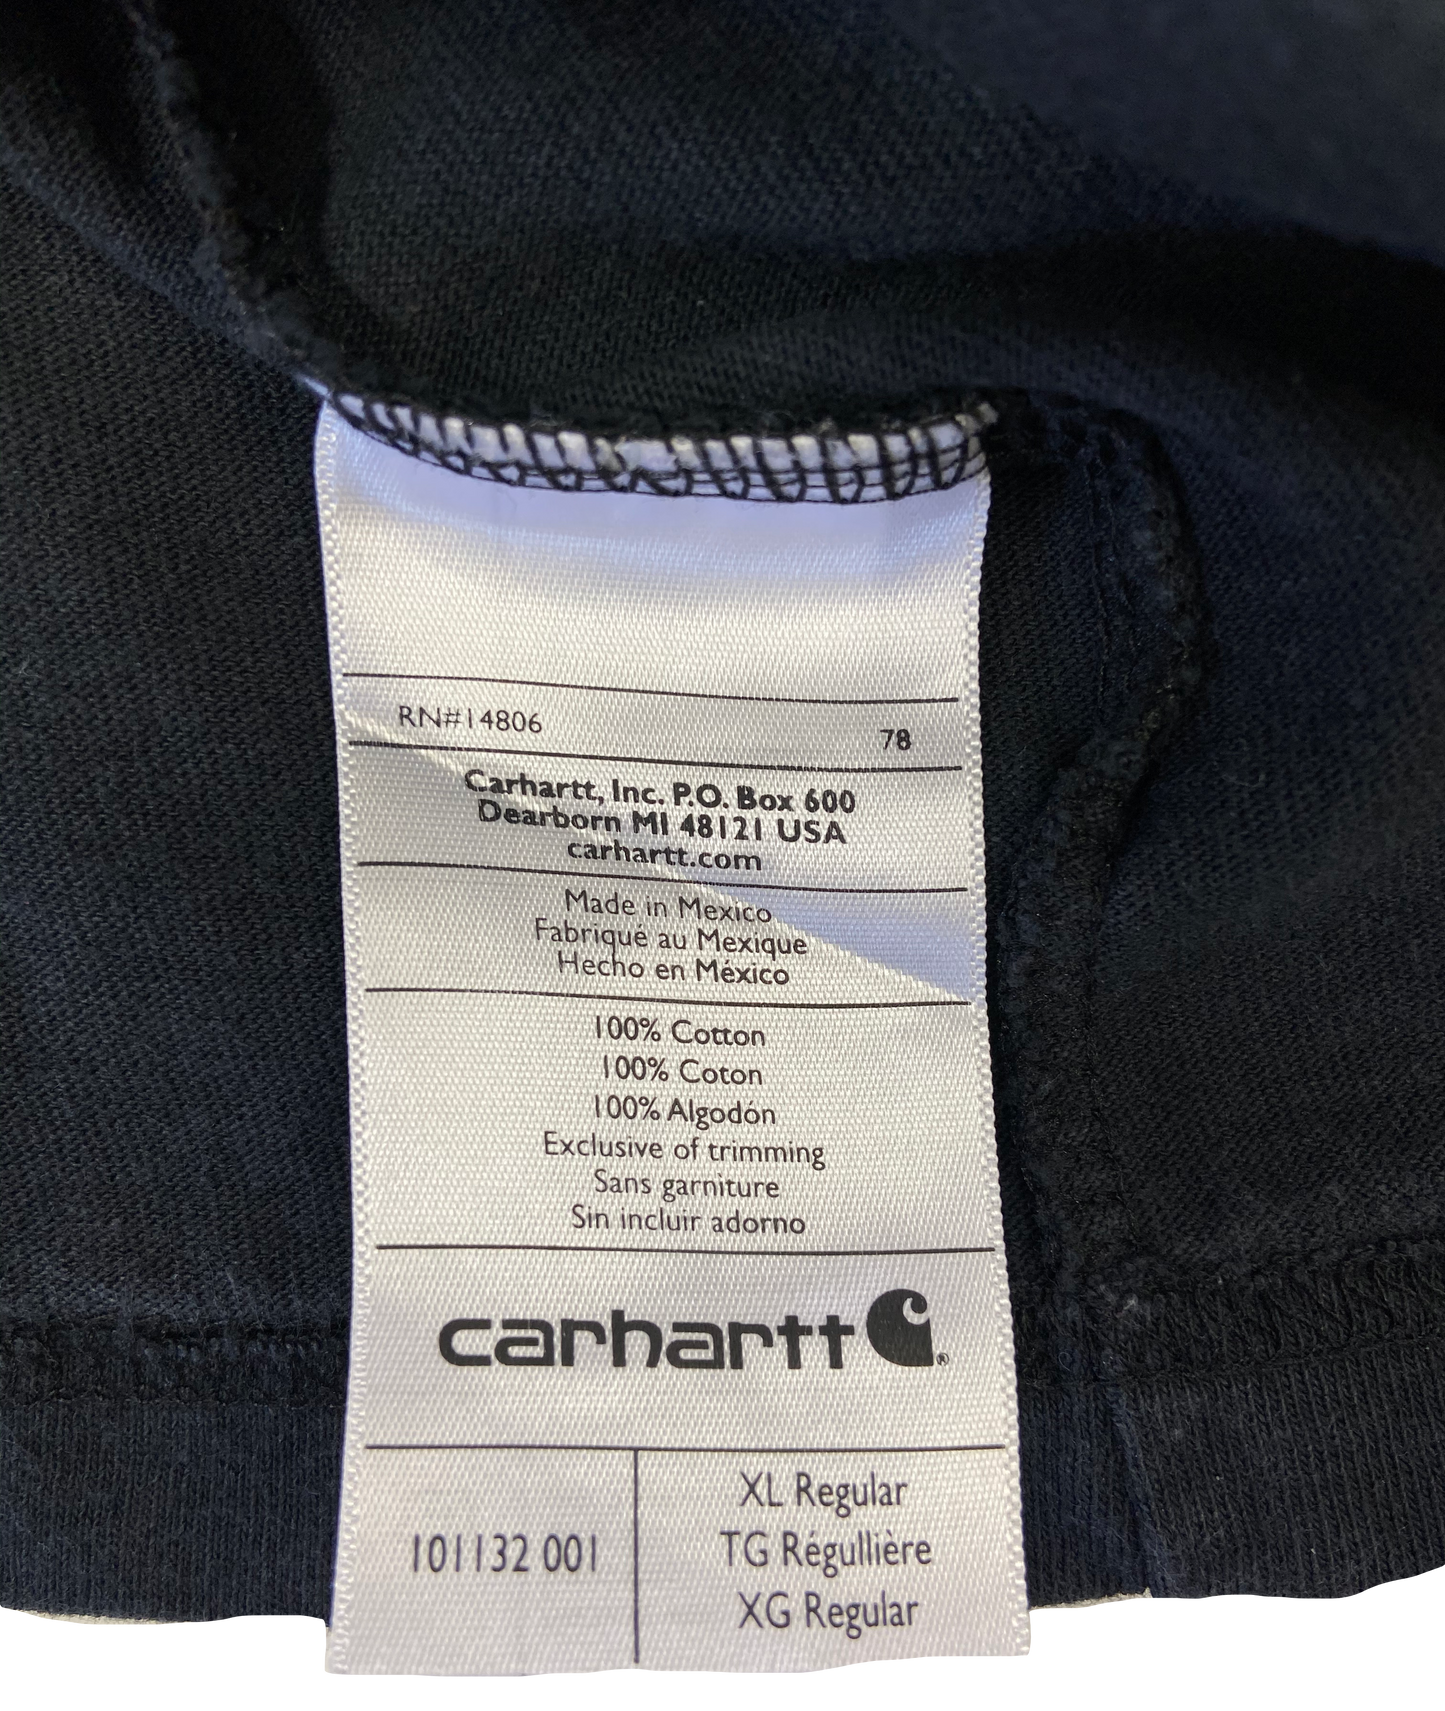 RN#14806 78
Carhartt, Inc. P.O. Box 600
Dearborn MI 48121 USA
carhartt.com
Made in Mexico
Fabriqué au Mexique
Hecho en México
100% Cotton
100% Coton
100% Algodón
Exclusive of trimming
Sans garniture
Sin incluir adorno
carhartt ®
101132 001
XL Regular
TG Régullière
XG Regular